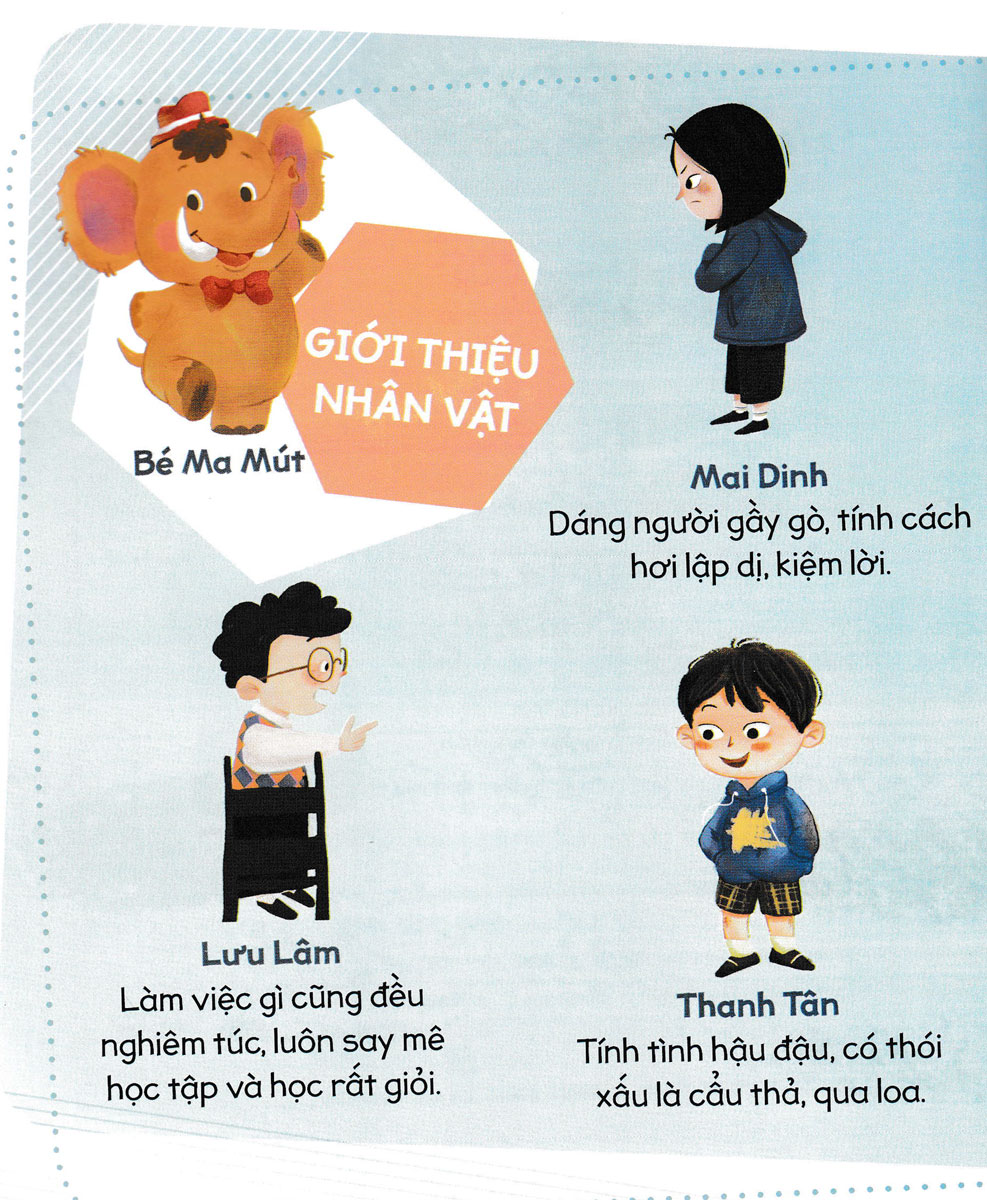 GIỚI THIỆU
NHÂN VẬT
Bé Ma Mút
Mai Dinh
Dáng người gầy gò, tính cách
hơi lập dị, kiệm lời.
Lưu Lâm
Làm việc gì cũng đều
nghiêm túc, luôn say mê
học tập và học rất giỏi.
Thanh Tân
Tính tình hậu đậu, có thói
xấu là cẩu thả, qua loa.